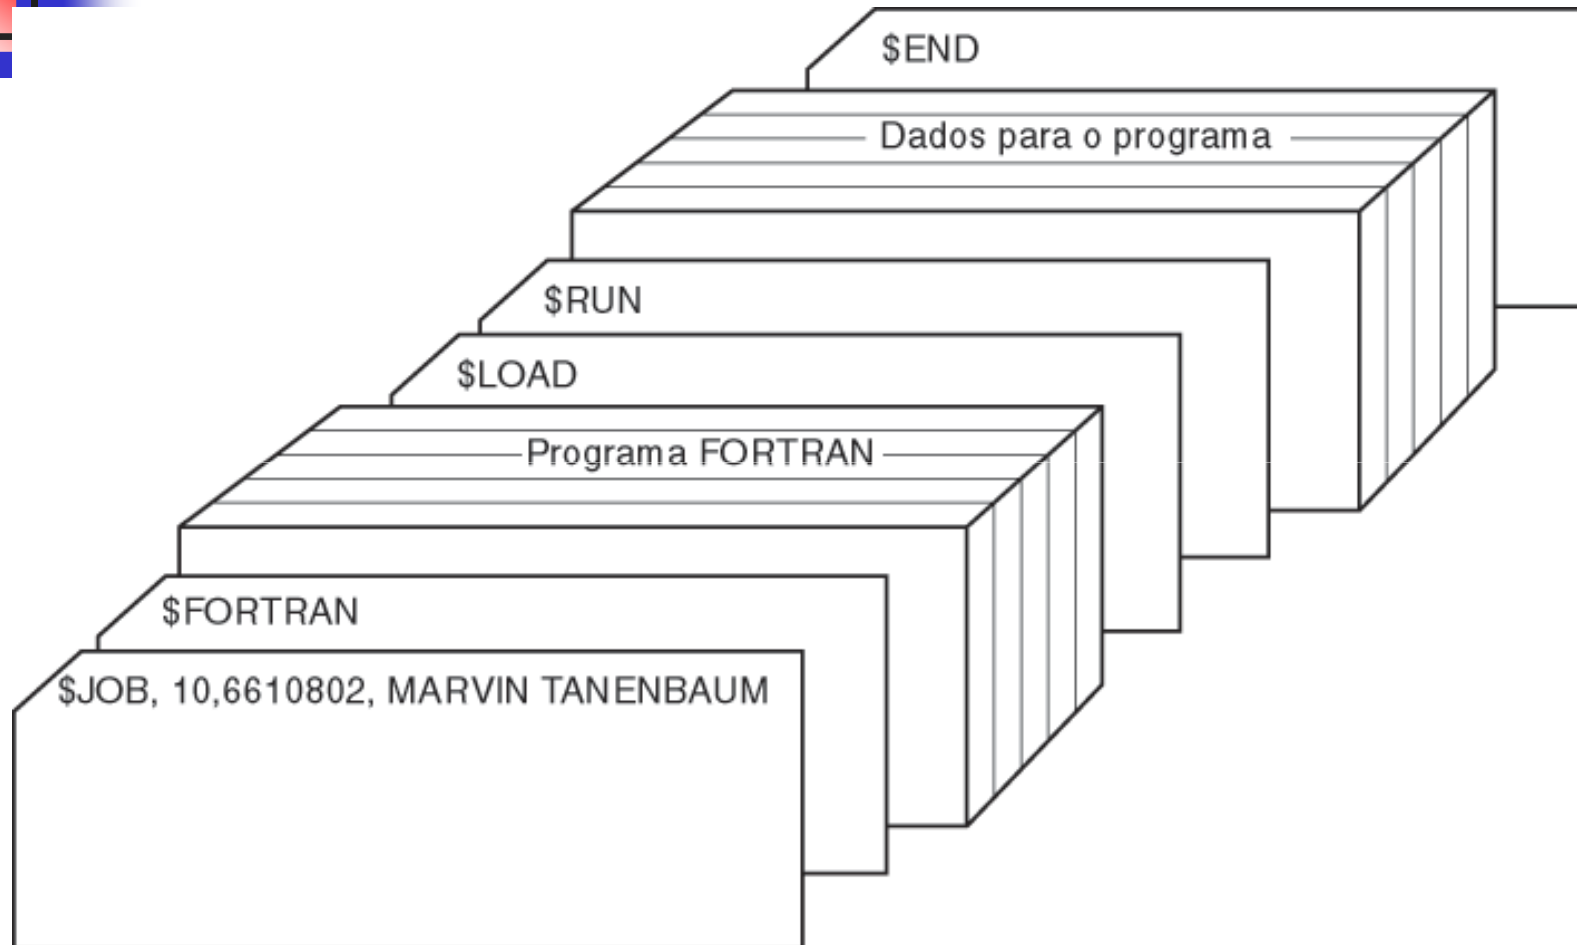 $END
Dados para o programa
$RUN
$LOAD
Programa FORTRAN
$FORTRAN
$JOB, 10,6610802, MARVIN TANENBAUM